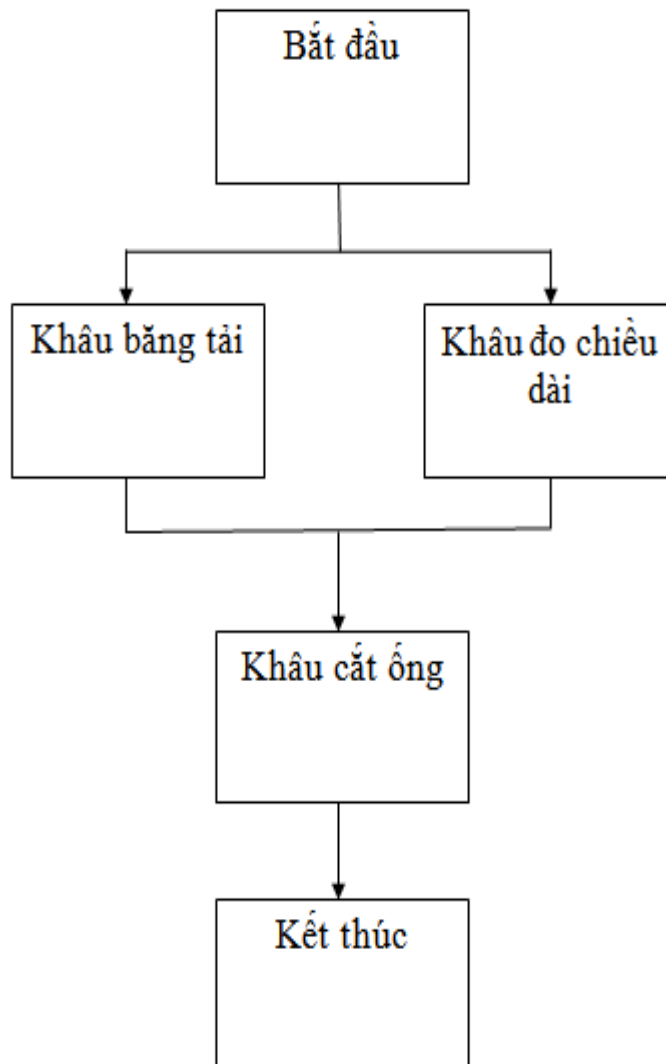 Bắt đầu
Khâu băng tải
Khâu đo chiều
dài
Khâu cắt ống
Kết thúc